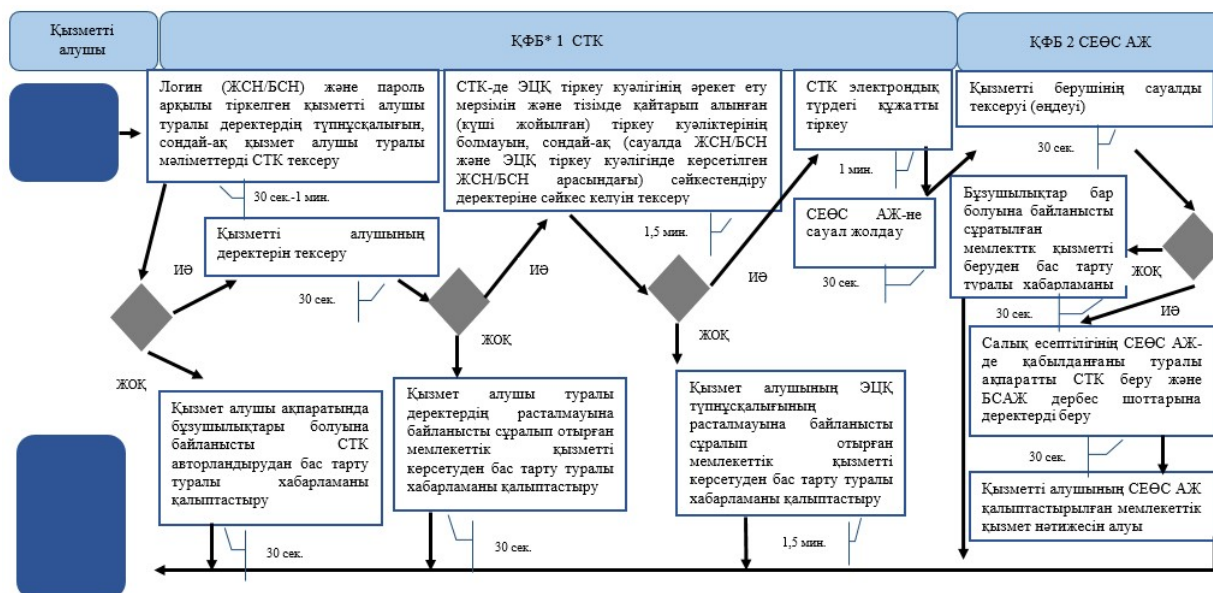 Қызметті
алушы
ҚФБ* 1 СТК
ҚФБ 2 СЕӨС АЖ
Логин (ЖСН/БСН) және пароль
арқылы тіркелген қызметті алушы
туралы деректердің түпнұсқалығын,
сондай-ақ қызмет алушы туралы
мәліметтерді СТК тексеру
СТК-де ЭЦҚ тіркеу куәлігінің әрекет ету
мерзімін және тізімде қайтарып алынған
(күші жойылған) тіркеу куәліктерінің
болмауын, сондай-ақ (сауалда ЖСН/БСН
және ЭЦҚ тіркеу куәлігінде көрсетілген
ЖСН/БСН арасындағы) сәйкестендіру
деректеріне сәйкес келуін тексеру
СТК электрондық
түрдегі құжатты
тіркеу
Қызметті берушінің сауалды
тексеруі (өңдеуі)
30 сек.-1 мин.
1,5 мин.
1 мин.
30 сек.
Қызметті алушының
деректерін тексеру
СЕӨС АЖ-не
сауал жолдау
Бұзушылықтар бар
болуына байланысты
сұратылған
мемлекттк қызметті
беруден бас тарту
туралы хабарламаны
ИӘ
ИӘ
ИӘ
ЖОҚ
30 сек.
30 сек.
30 сек.
ИӘ
ЖОҚ
ЖОҚ
ЖОҚ
Қызмет алушы ақпаратында
бұзушылықтары болуына
байланысты СТК
авторландырудан бас тарту
туралы хабарламаны
қалыптастыру
Қызмет алушы туралы
деректердің расталмауына
байланысты сұралып отырған
мемлекеттік қызметті
көрсетуден бас тарту туралы
хабарламаны қалыптастыру
Қызмет алушының ЭЦҚ
түпнұсқалығының
расталмауына байланысты
сұралып отырған
мемлекеттік қызметті
көрсетуден бас тарту туралы
хабарламаны қалыптастыру
Салық есептілігінің СЕӨС АЖ-
де қабылданғаны туралы
ақпаратты СТК беру және
БСАЖ дербес шоттарына
деректерді беру
30 сек.
Қызметті алушының СЕӨС АЖ
қалыптастырылған мемлекеттік
қызмет нәтижесін алуы
30 сек.
30 сек.
1,5 мин.